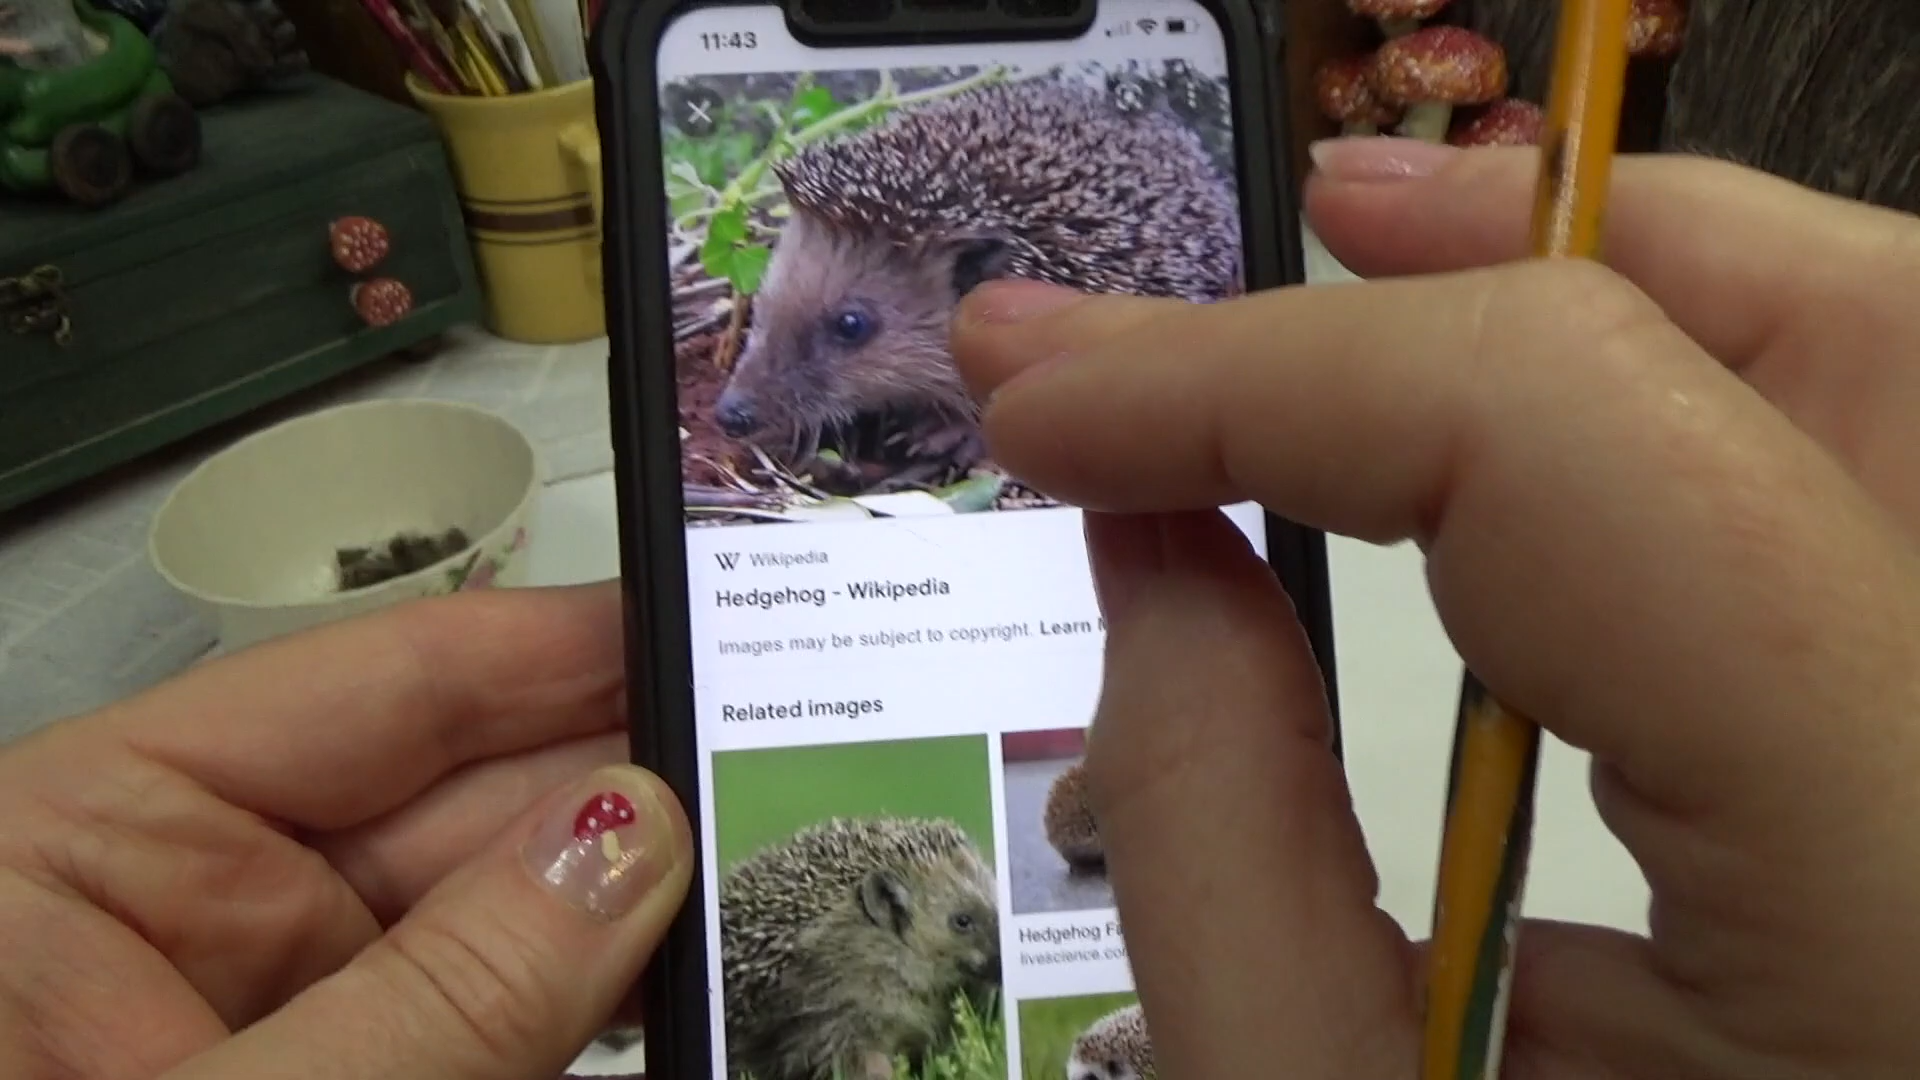 11:43
W Wikipedia
Hedgehog - Wikipedia
Images may be subject to copyright. Learn
Related images
Hedgehog
livescience.co